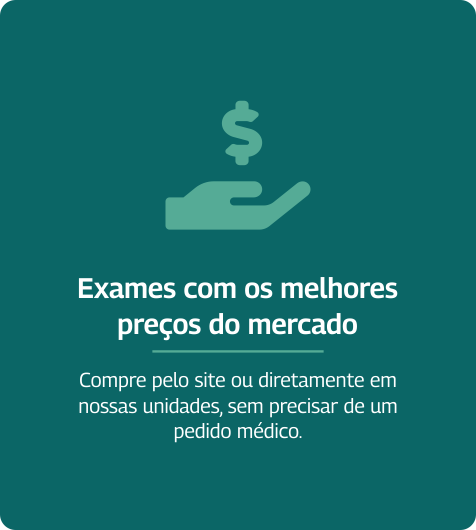 Exames com os melhores
preços do mercado
Compre pelo site ou diretamente em
nossas unidades, sem precisar de um
pedido médico.